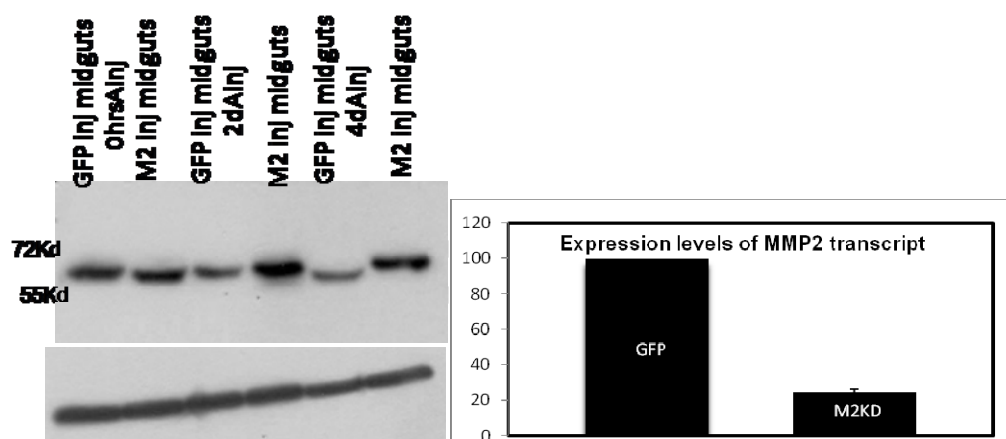 GFP Inj midguts
0hrsAInj
M2 Inj midguts
GFP Inj midguts
2dAInj
M2 Inj midguts
GFP Inj midguts
4dAInj
M2 Inj midguts
72Kd
55Kd
Expression levels of MMP2 transcript
120
100
80
60
40
20
0
GFP
M2KD